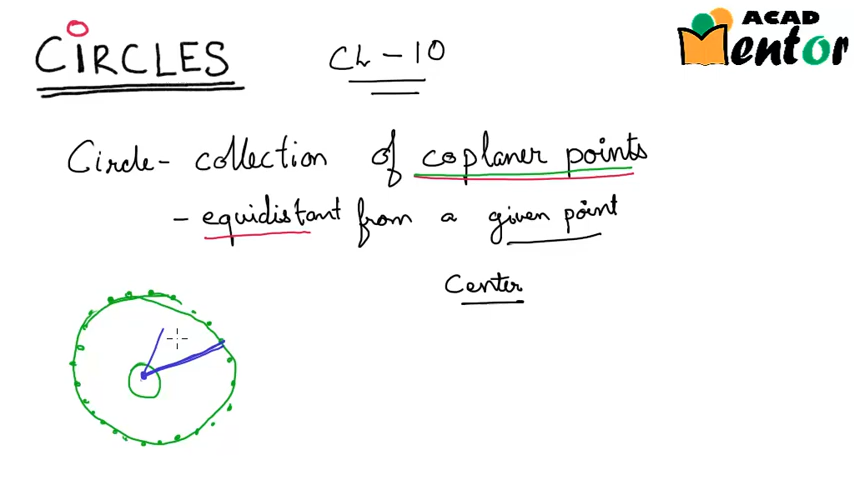 CIRCLES Ch - 10
ACAD
Mentor
Circle - collection of coplaner points
- equidistant from a given point
Center